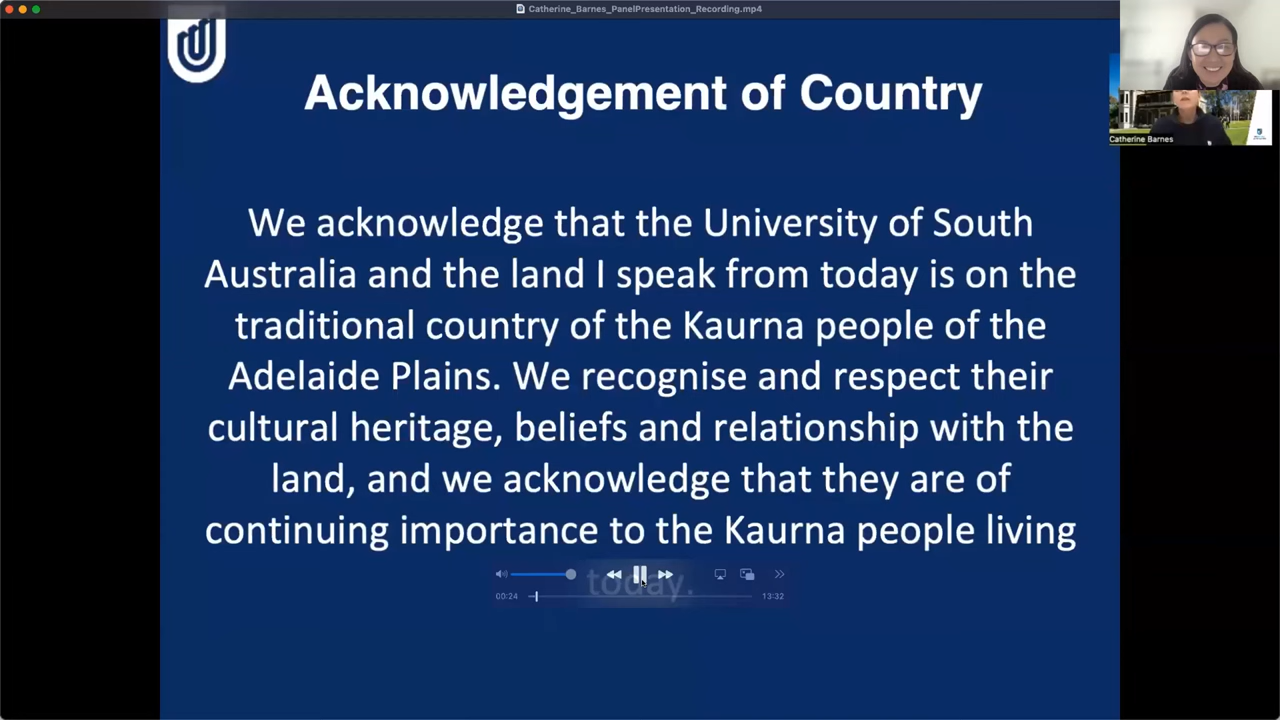 Catherine_Barnes_PanelPresentation_Recording.mp4
Acknowledgement of Country
Catherine Barnes
We acknowledge that the University of South
Australia and the land I speak from today is on the
traditional country of the Kaurna people of the
Adelaide Plains. We recognise and respect their
cultural heritage, beliefs and relationship with the
land, and we acknowledge that they are of
continuing importance to the Kaurna people living
today.
00:24
13:32